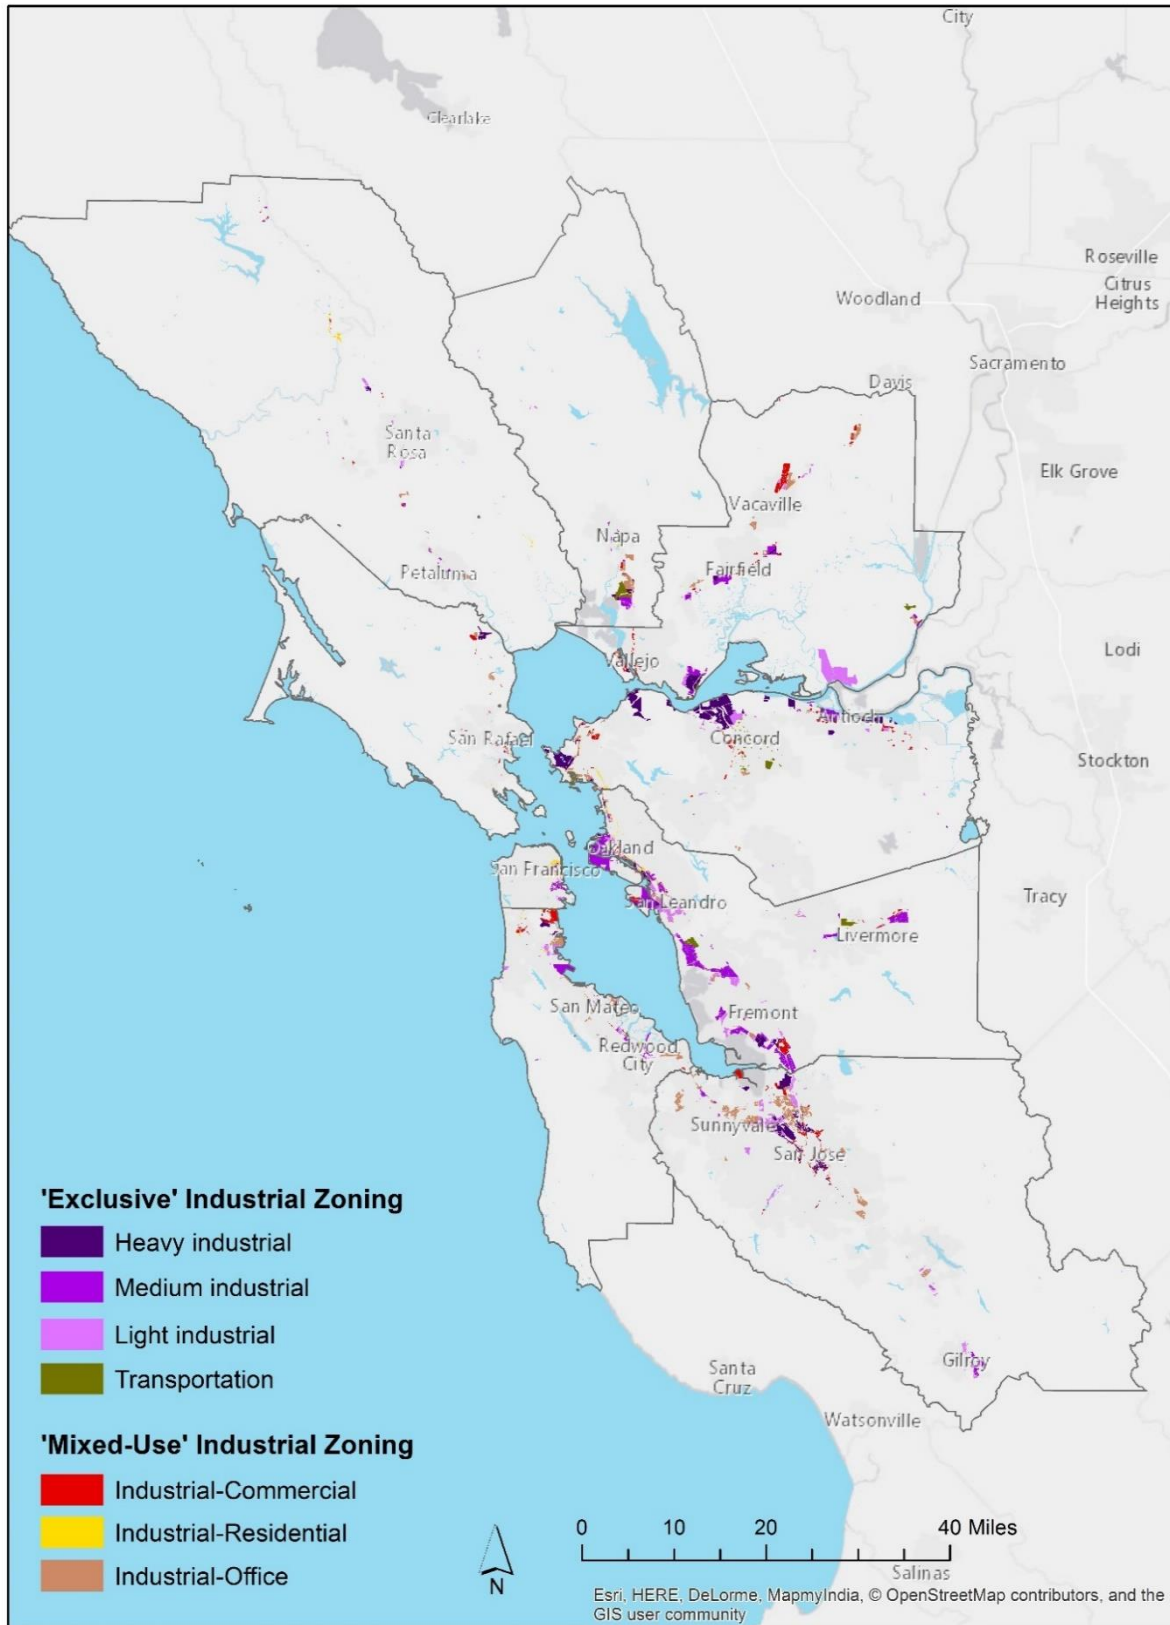 City
Clearlake
Roseville
Citrus
Heights
Woodland
Sacramento
Davis
Santa
Rosa
Elk Grove
Vacaville
Napa
Petaluma
Fairfield
Lodi
Vallejo
Antioch
San Rafael
Concord
Stockton
Oakland
San Francisco
San Leandro
Tracy
Livermore
San Mateo
Fremont
Redwood
City
Sunnyvale
San Jose
Gilroy
Santa
Cruz
Watsonville
Salinas
'Exclusive' Industrial Zoning
Heavy industrial
Medium industrial
Light industrial
Transportation
'Mixed-Use' Industrial Zoning
Industrial-Commercial
Industrial-Residential
Industrial-Office
N
0 10 20 40 Miles
Esri, HERE, DeLorme, MapmyIndia, © OpenStreetMap contributors, and the
GIS user community